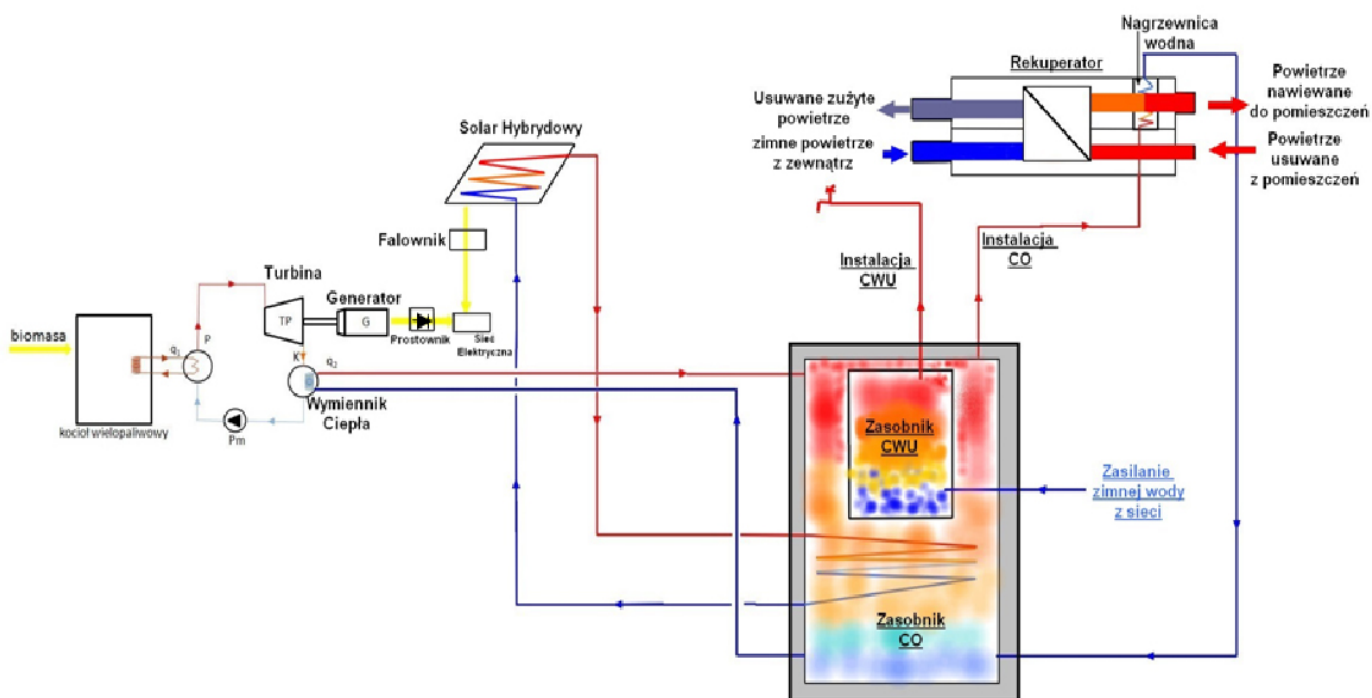 Nagrzewnica
wodna
Rekuperator
Usuwane zużyte
powietrze
zimne powietrze
z zewnątrz
Powietrze
nawiewane
do pomieszczeń
Powietrze
usuwane
z pomieszczeń
Solar Hybrydowy
Falownik
Turbina
TP
Generator
G
Prostownik
Sieć
Elektryczna
biomasa
q1
P
K
q2
Wymiennik
Ciepła
Pm
kocioł wielopaliwowy
Instalacja
CWU
Instalacja
CO
Zasobnik
CWU
Zasilanie
zimnej wody
z sieci
Zasobnik
CO